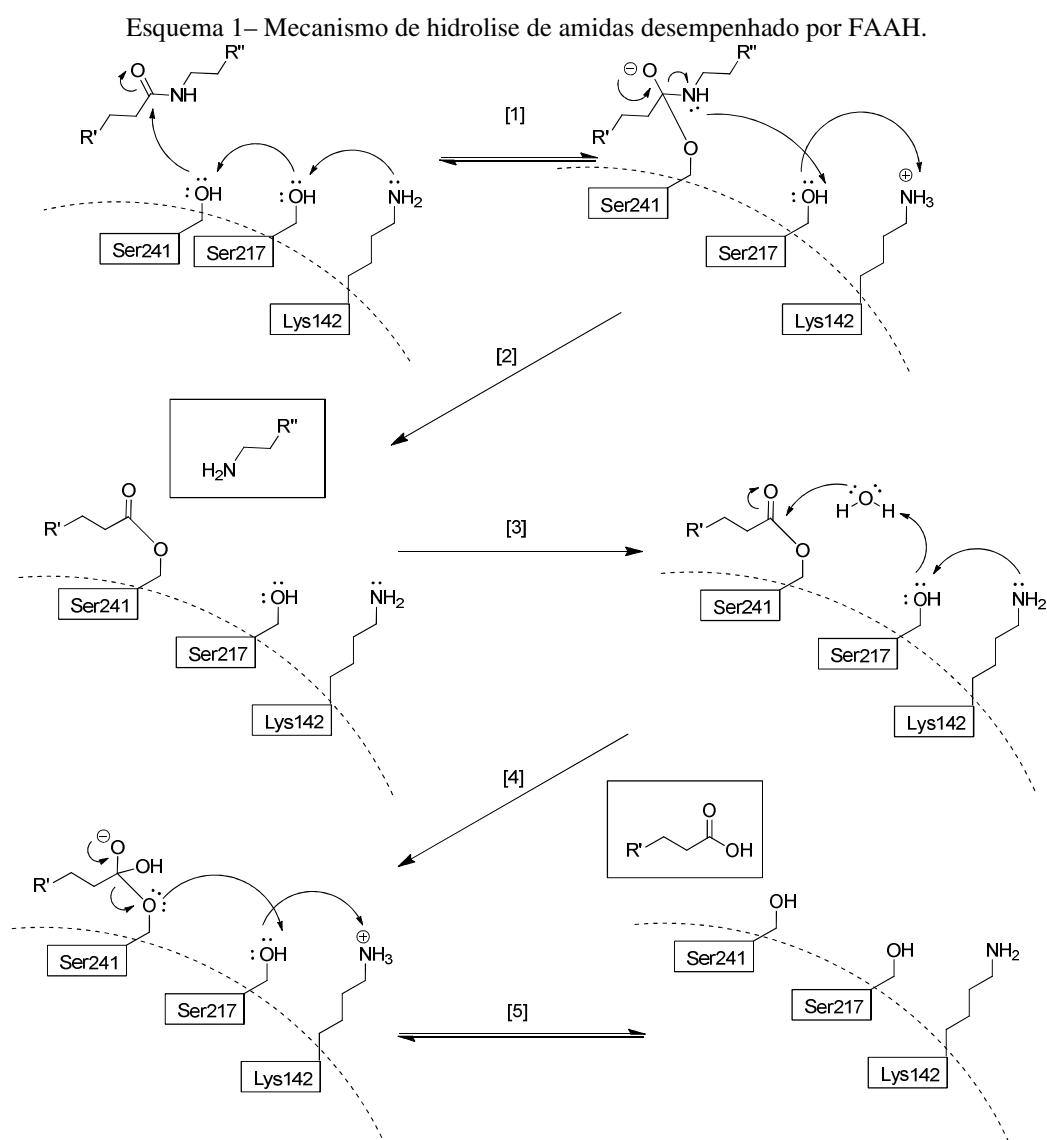 Esquema 1– Mecanismo de hidrolise de amidas desempenhado por FAAH.
O
R"
NH
R'
:OH
:OH
NH2
Ser241
Ser217
Lys142
[1]
⊖
O
R"
NH
R'
O
Ser241
:OH
Ser217
⊕
NH3
Lys142
[2]
R"
H2N
O
R'
O
Ser241
:OH
Ser217
NH2
Lys142
[3]
O
R'
O
Ser241
H O H
:OH
Ser217
NH2
Lys142
[4]
O
R'
OH
⊖
O
OH
R'
O
Ser241
:OH
Ser217
⊕
NH3
Lys142
[5]
OH
Ser241
OH
Ser217
NH2
Lys142